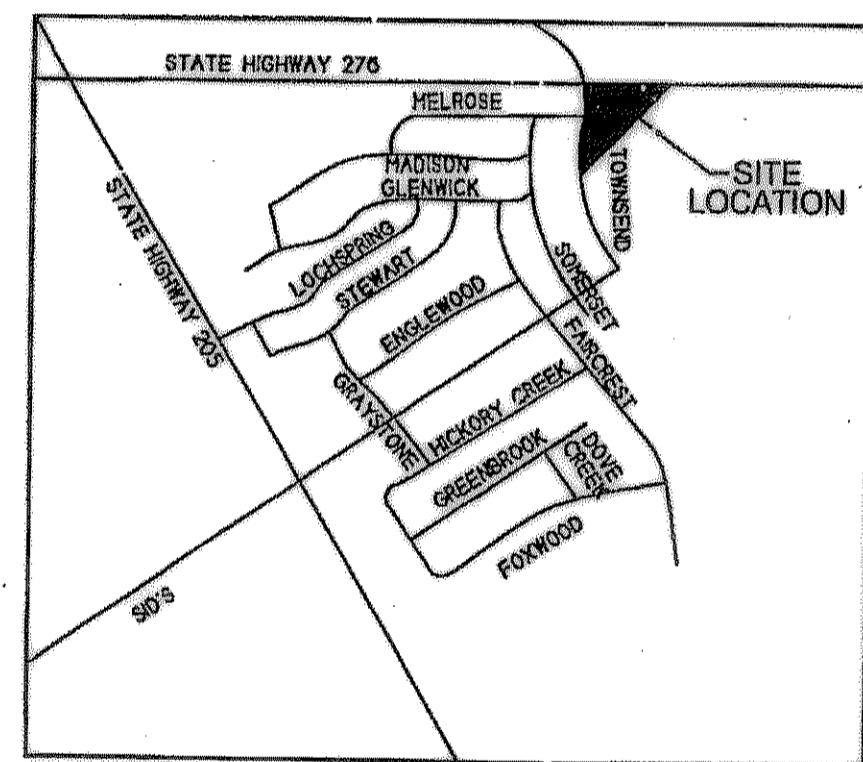 STATE HIGHWAY 276
MELROSE
MADISON
GLENWICK
TOWNSEND
SITE
LOCATION
STATE HIGHWAY 205
LOCHSPRING
STEWART
SOMERSET
ENGLEWOOD
FAIRCREST
GRAYSTONE
HICKORY CREEK
GREENBROOK
DOVE
CREEK
FOXWOOD
SID'S